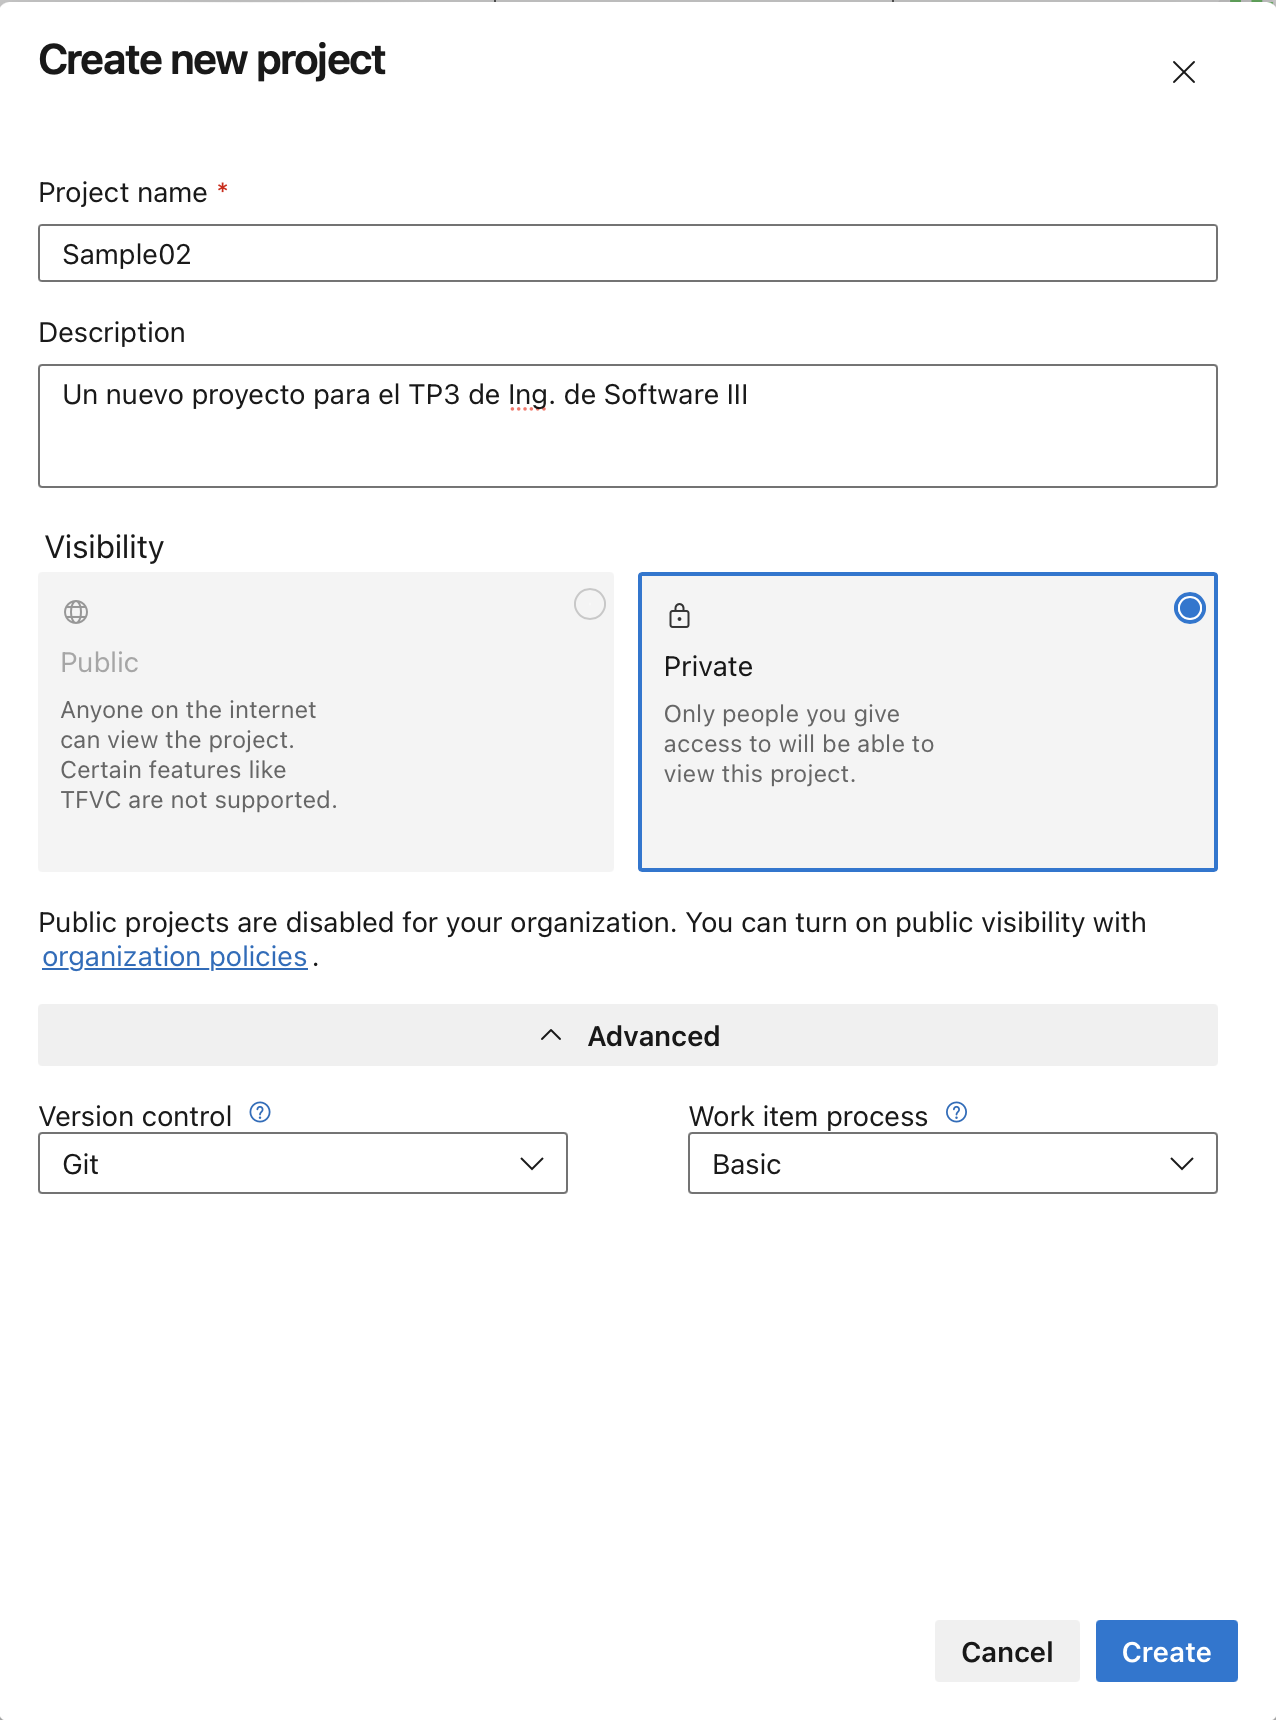 Create new project
Project name *
Sample02
Description
Un nuevo proyecto para el TP3 de Ing. de Software III
Visibility
Public
Anyone on the internet
can view the project.
Certain features like
TFVC are not supported.
Private
Only people you give
access to will be able to
view this project.
Public projects are disabled for your organization. You can turn on public visibility with
organization policies.
Advanced
Version control
Git
Work item process
Basic
Cancel
Create